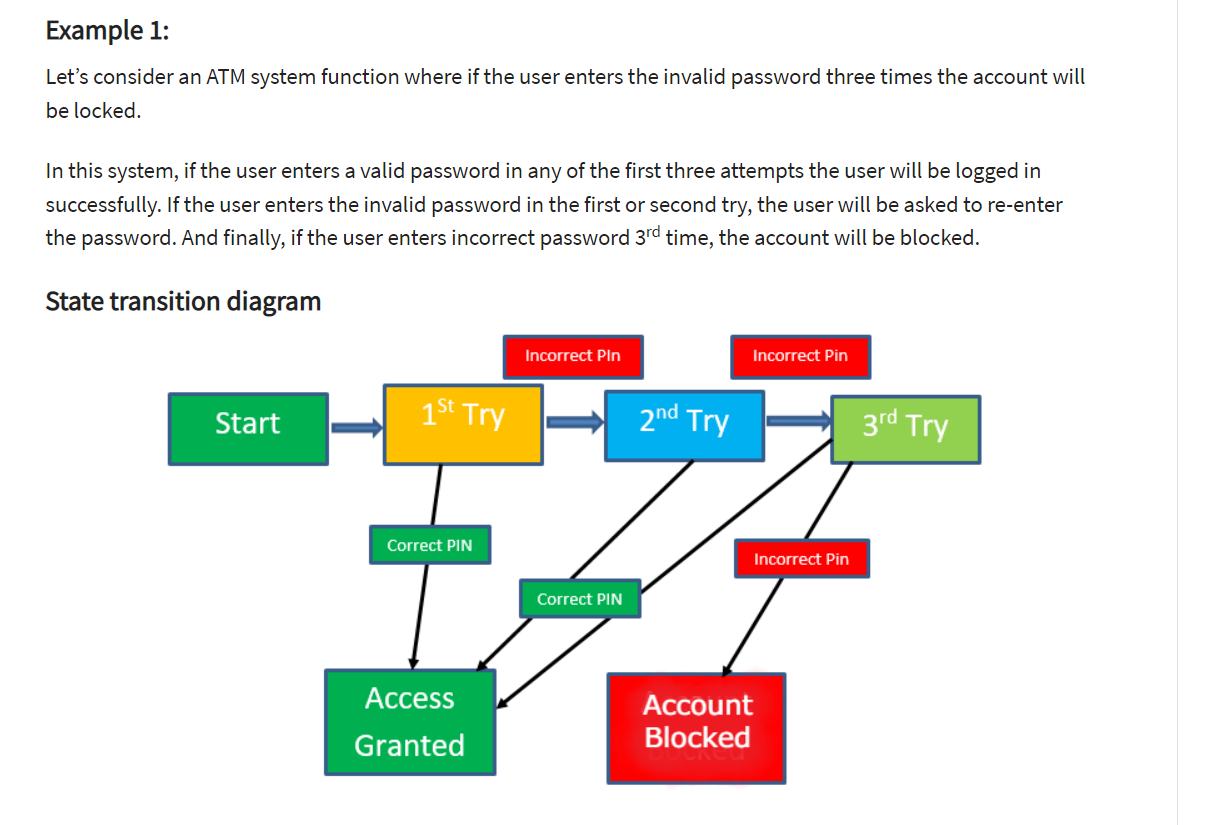 Example 1:
Let’s consider an ATM system function where if the user enters the invalid password three times the account will
be locked.
In this system, if the user enters a valid password in any of the first three attempts the user will be logged in
successfully. If the user enters the invalid password in the first or second try, the user will be asked to re-enter
the password. And finally, if the user enters incorrect password 3rd time, the account will be blocked.
State transition diagram
Incorrect PIn
Incorrect Pin
Start
1St Try
2nd Try
3rd Try
Correct PIN
Incorrect Pin
Correct PIN
Access
Granted
Account
Blocked